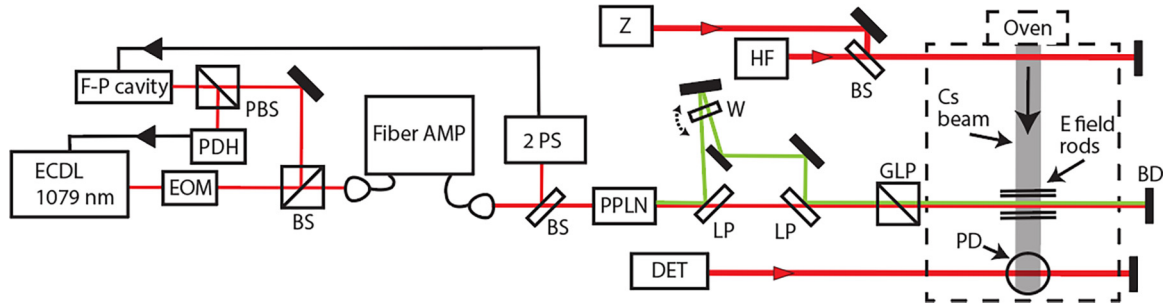 Z
Oven
HF
BS
F-P cavity
PBS
W
Fiber AMP
2 PS
Cs
beam
E field
rods
PDH
ECDL
1079 nm
EOM
BS
BS
PPLN
LP
LP
GLP
BD
PD
DET